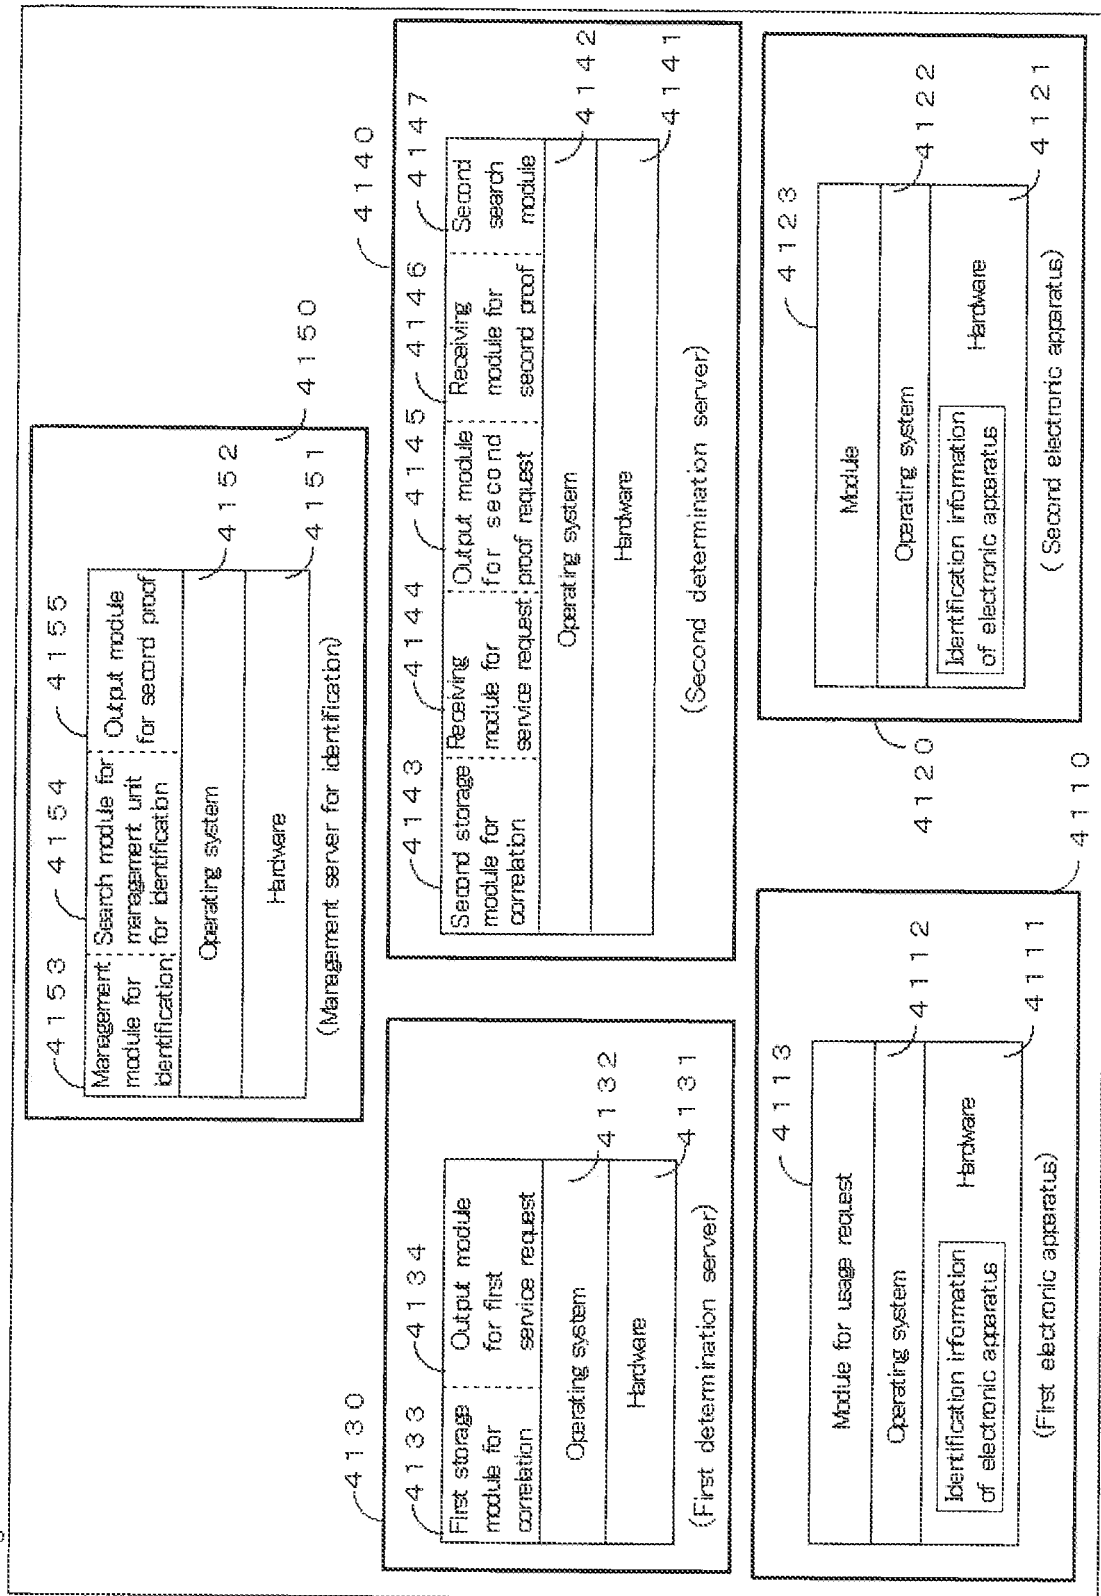 4150
4153
4154
4155
Management
module for
identification
Search module for
management unit
for identification
Output module
for second proof
Operating system
4152
Hardware
4151
(Management server for identification)
4130
4133
4134
First storage
module for
correlation
Output module
for first
service request
Operating system
4132
Hardware
4131
(First determination server)
4140
4143
4144
4145
4146
4147
Second storage
module for
correlation
Receiving
module for
service request
Output module
for second
proof request
Receiving
module for
second proof
Second
search
module
Operating system
4142
Hardware
4141
(Second determination server)
4110
4113
Module for usage request
Operating system
4112
Identification information
of electronic apparatus
Hardware
4111
(First electronic apparatus)
4120
4123
Module
Operating system
4122
Identification information
of electronic apparatus
Hardware
4121
(Second electronic apparatus)